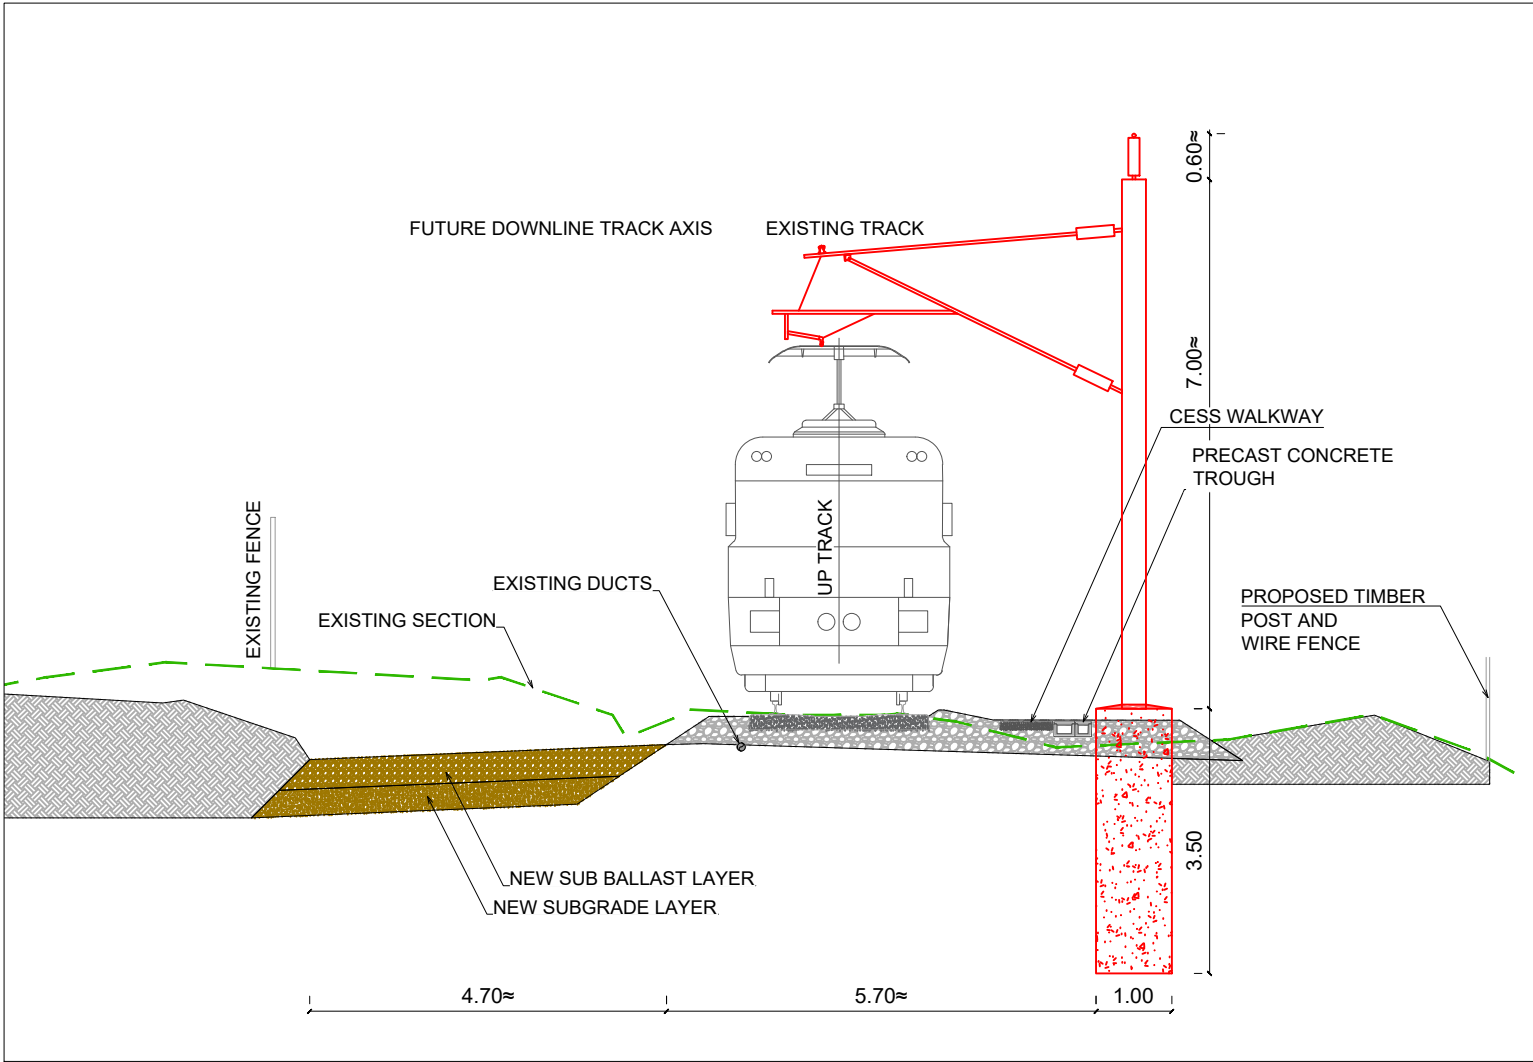 0.60≈
FUTURE DOWNLINE TRACK AXIS
EXISTING TRACK
7.00≈
CESS WALKWAY
PRECAST CONCRETE
TROUGH
EXISTING FENCE
UP TRACK
EXISTING DUCTS
EXISTING SECTION
PROPOSED TIMBER
POST AND
WIRE FENCE
3.50
NEW SUB BALLAST LAYER
NEW SUBGRADE LAYER
4.70≈
5.70≈
1.00